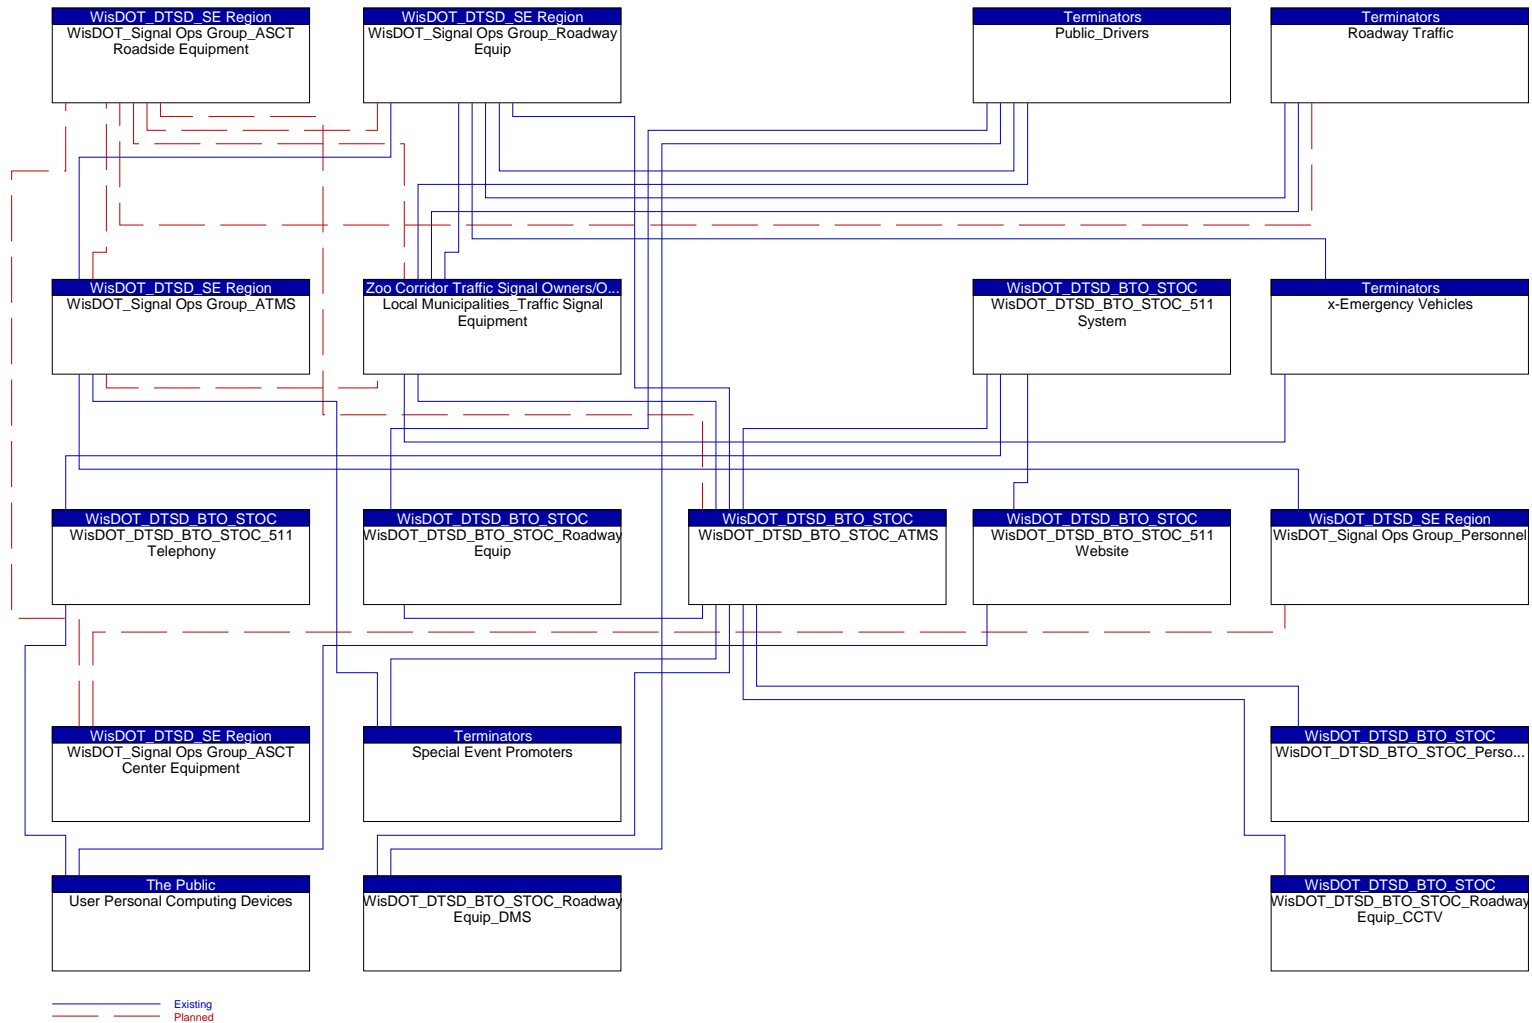 WisDOT_DTSD_SE Region
WisDOT_Signal Ops Group_ASCT
Roadside Equipment
WisDOT_DTSD_SE Region
WisDOT_Signal Ops Group_Roadway
Equip
Terminators
Public_Drivers
Terminators
Roadway Traffic
WisDOT_DTSD_SE Region
WisDOT_Signal Ops Group_ATMS
Zoo Corridor Traffic Signal Owners/O...
Local Municipalities_Traffic Signal
Equipment
WisDOT_DTSD_BTO_STOC
WisDOT_DTSD_BTO_STOC_511
System
Terminators
x-Emergency Vehicles
WisDOT_DTSD_BTO_STOC
WisDOT_DTSD_BTO_STOC_511
Telephony
WisDOT_DTSD_BTO_STOC
WisDOT_DTSD_BTO_STOC_Roadway
Equip
WisDOT_DTSD_BTO_STOC
WisDOT_DTSD_BTO_STOC_ATMS
WisDOT_DTSD_BTO_STOC
WisDOT_DTSD_BTO_STOC_511
Website
WisDOT_DTSD_SE Region
WisDOT_Signal Ops Group_Personnel
WisDOT_DTSD_SE Region
WisDOT_Signal Ops Group_ASCT
Center Equipment
Terminators
Special Event Promoters
WisDOT_DTSD_BTO_STOC
WisDOT_DTSD_BTO_STOC_Perso...
The Public
User Personal Computing Devices
WisDOT_DTSD_BTO_STOC
WisDOT_DTSD_BTO_STOC_Roadway
Equip_DMS
WisDOT_DTSD_BTO_STOC
WisDOT_DTSD_BTO_STOC_Roadway
Equip_CCTV
Existing
Planned